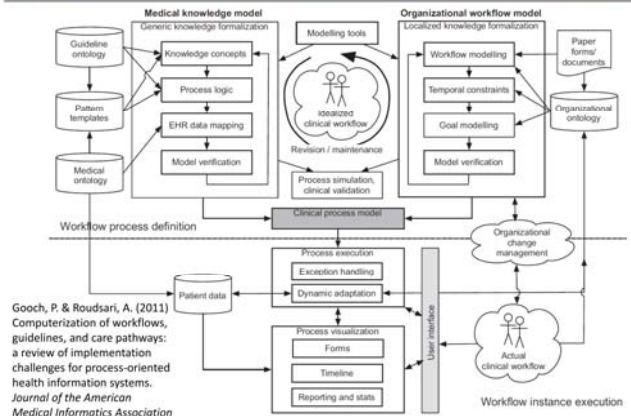 Medical knowledge model
Generic knowledge formalization
Guideline
ontology
Pattern
templates
Medical
ontology
Knowledge concepts
Process logic
EHR data mapping
Model verification
Modelling tools
Idealized
clinical workflow
Revision / maintenance
Process simulation,
clinical validation
Organizational workflow model
Localized knowledge formalization
Workflow modelling
Temporal constraints
Goal modelling
Model verification
Paper
forms/
documents
Organizational
ontology
Clinical process model
Workflow process definition
Organizational
change
management
Process execution
Exception handling
Dynamic adaptation
Patient data
Process visualization
Forms
Timeline
Reporting and stats
User interface
Actual
clinical workflow
Workflow instance execution
Gooch, P. & Roudsari, A. (2011)
Computerization of workflows,
guidelines, and care pathways:
a review of implementation
challenges for process-oriented
health information systems.
Journal of the American
Medical Informatics Association